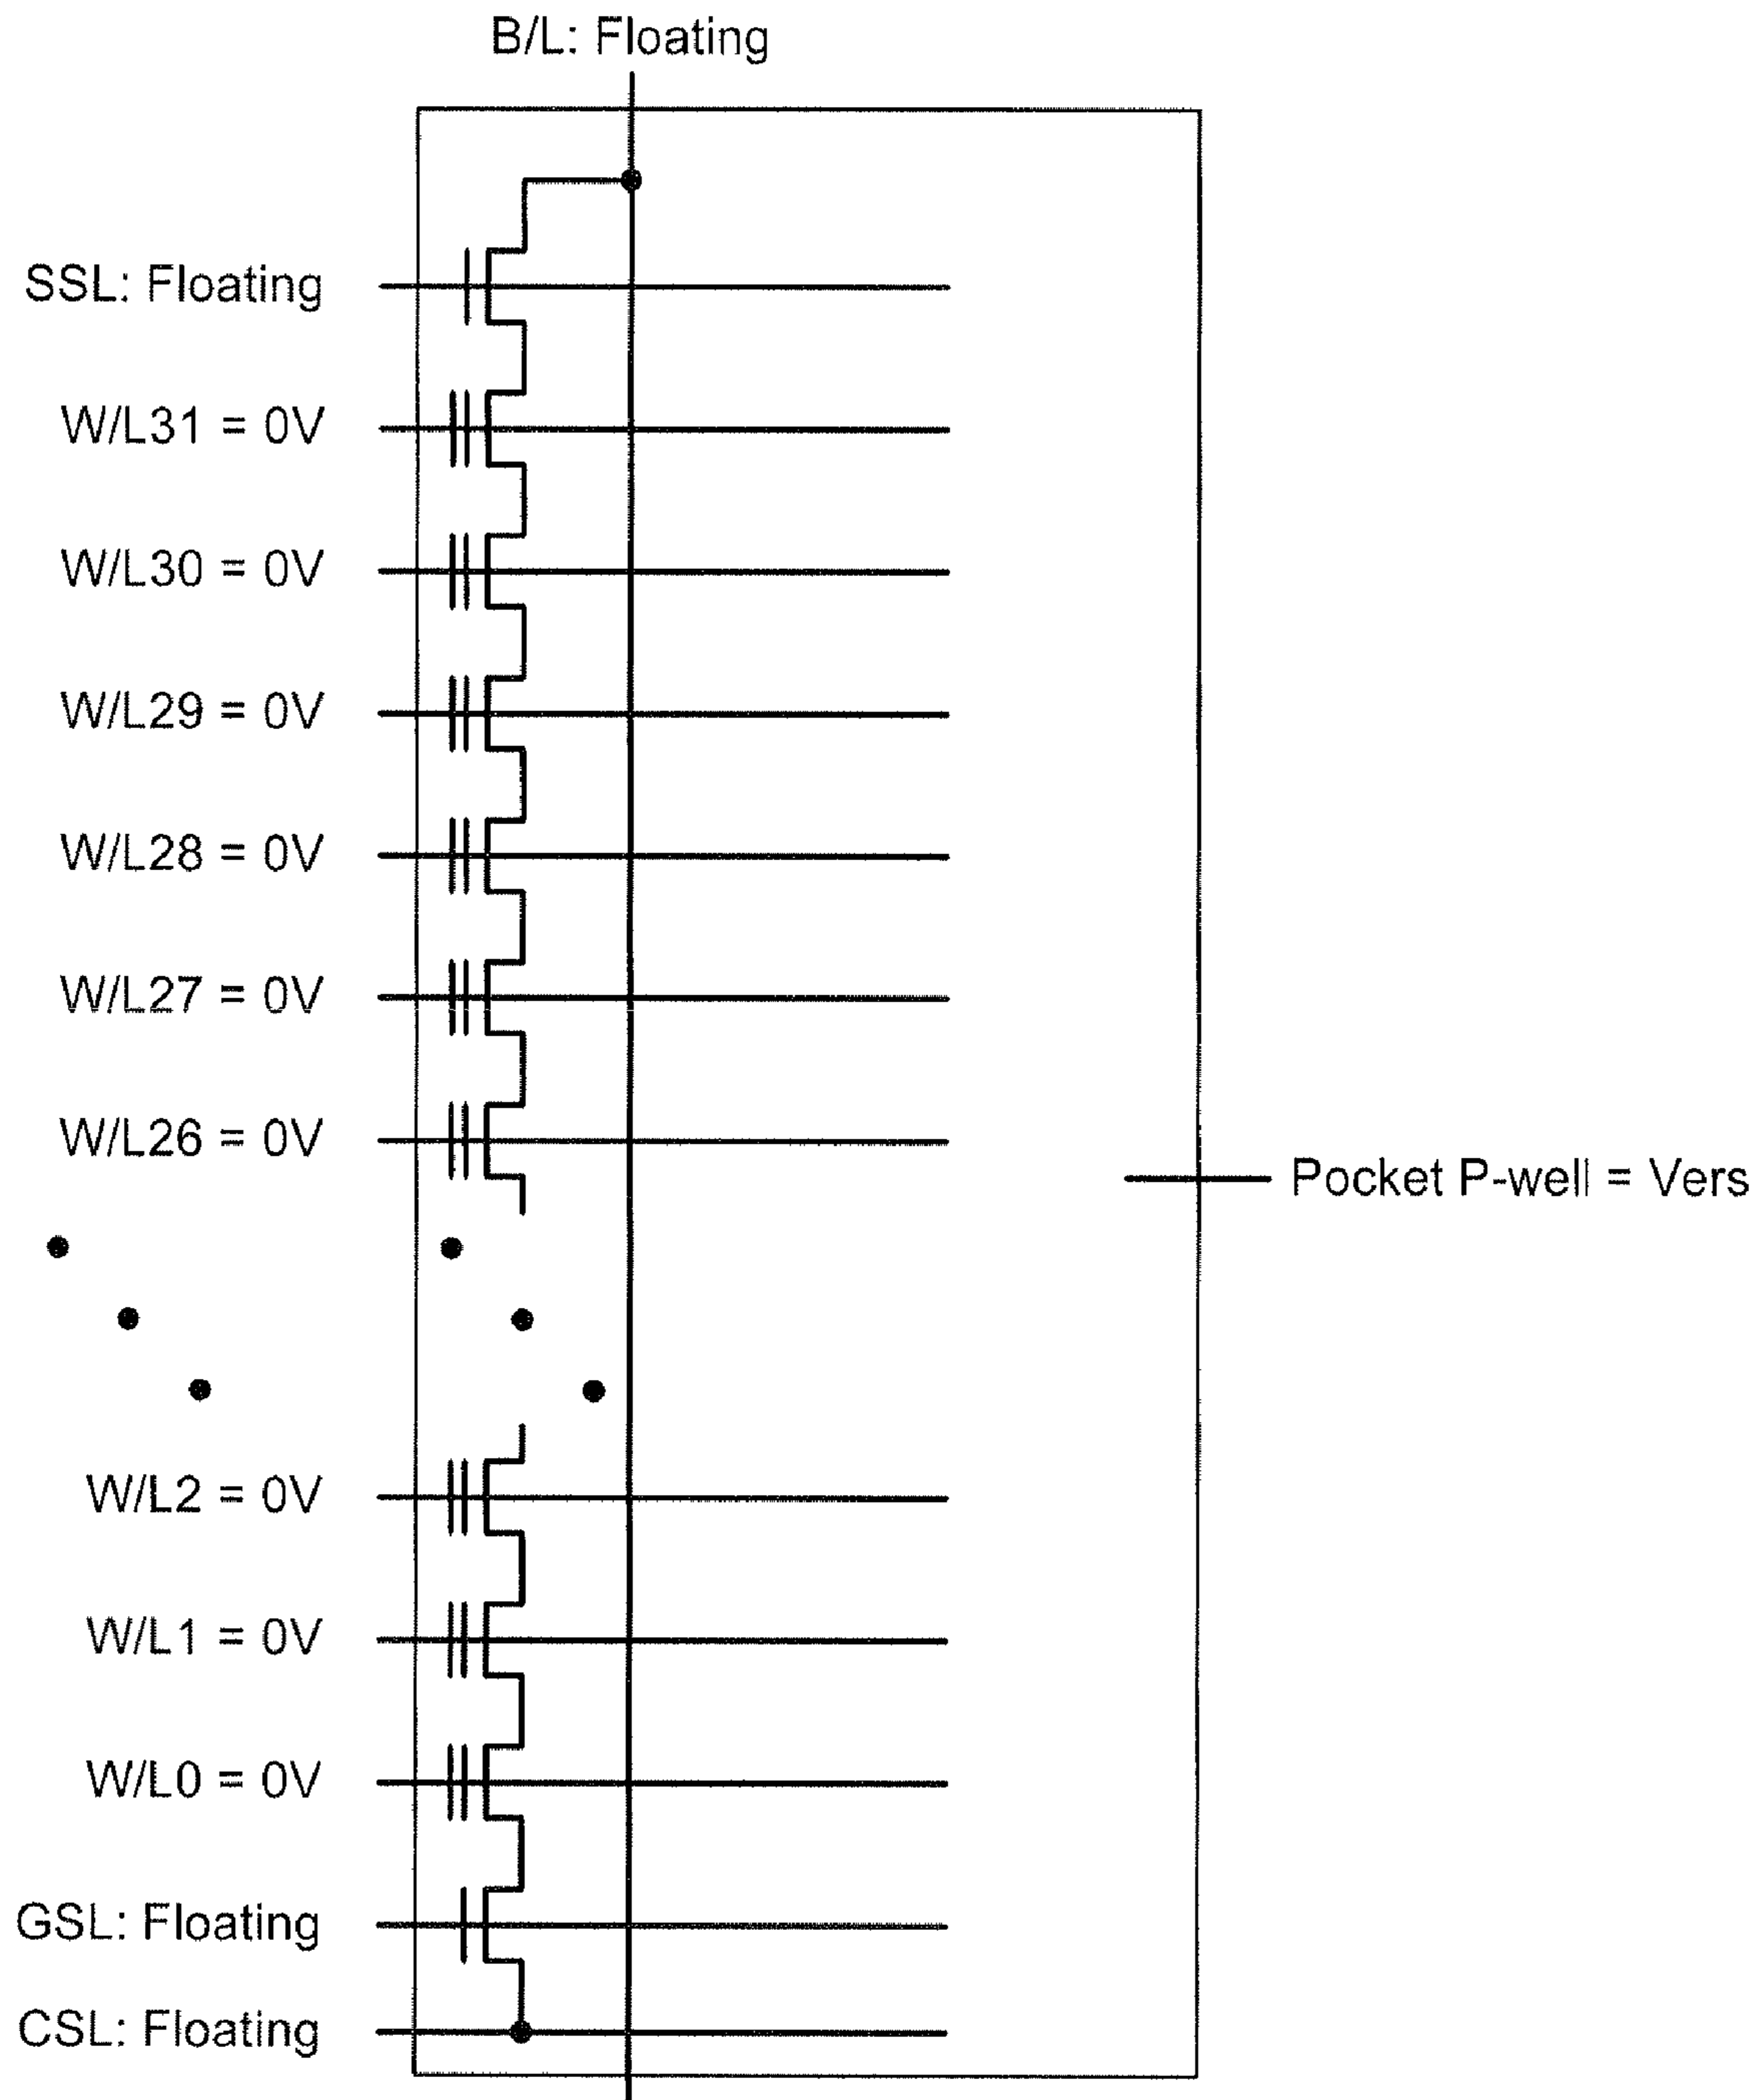 B/L: Floating
SSL: Floating
W/L31 = 0V
W/L30 = 0V
W/L29 = 0V
W/L28 = 0V
W/L27 = 0V
W/L26 = 0V
Pocket P-well = Vers
W/L2 = 0V
W/L1 = 0V
W/L0 = 0V
GSL: Floating
CSL: Floating